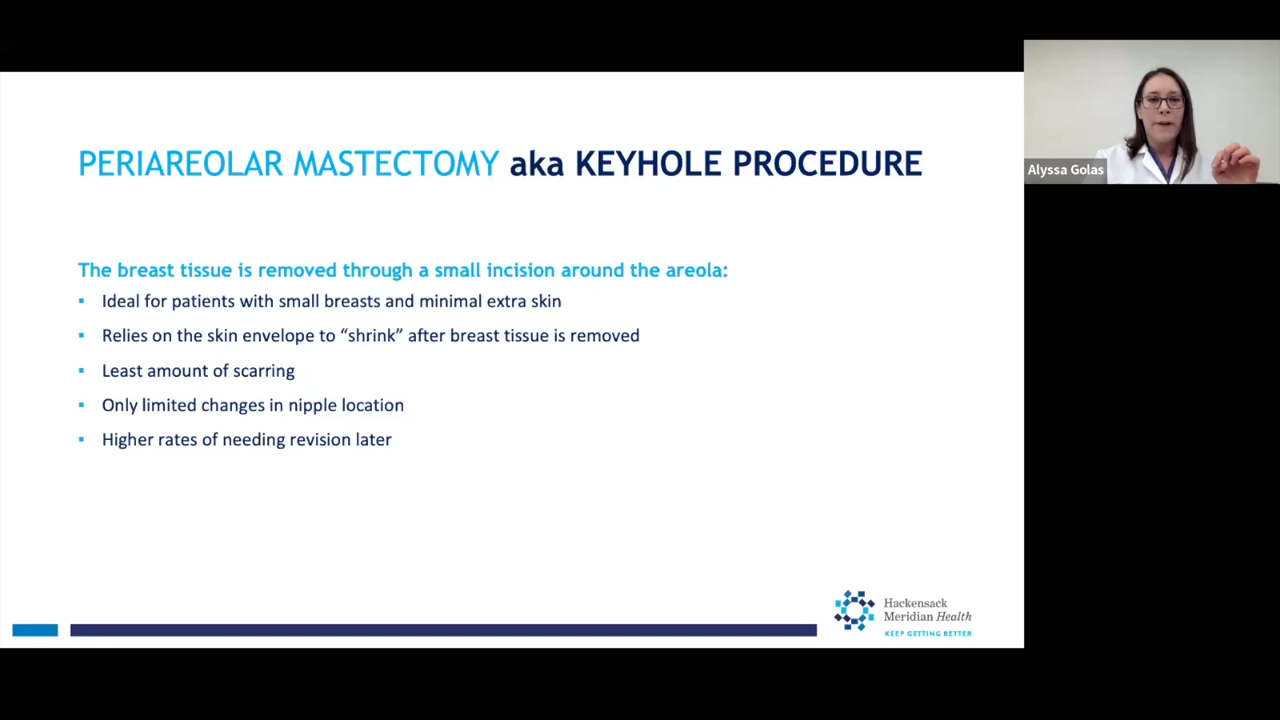 PERIAREOLAR MASTECTOMY aka KEYHOLE PROCEDURE
Alyssa Golas
The breast tissue is removed through a small incision around the areola:
▪ Ideal for patients with small breasts and minimal extra skin
▪ Relies on the skin envelope to “shrink” after breast tissue is removed
▪ Least amount of scarring
▪ Only limited changes in nipple location
▪ Higher rates of needing revision later
Hackensack
Meridian Health
KEEP GETTING BETTER